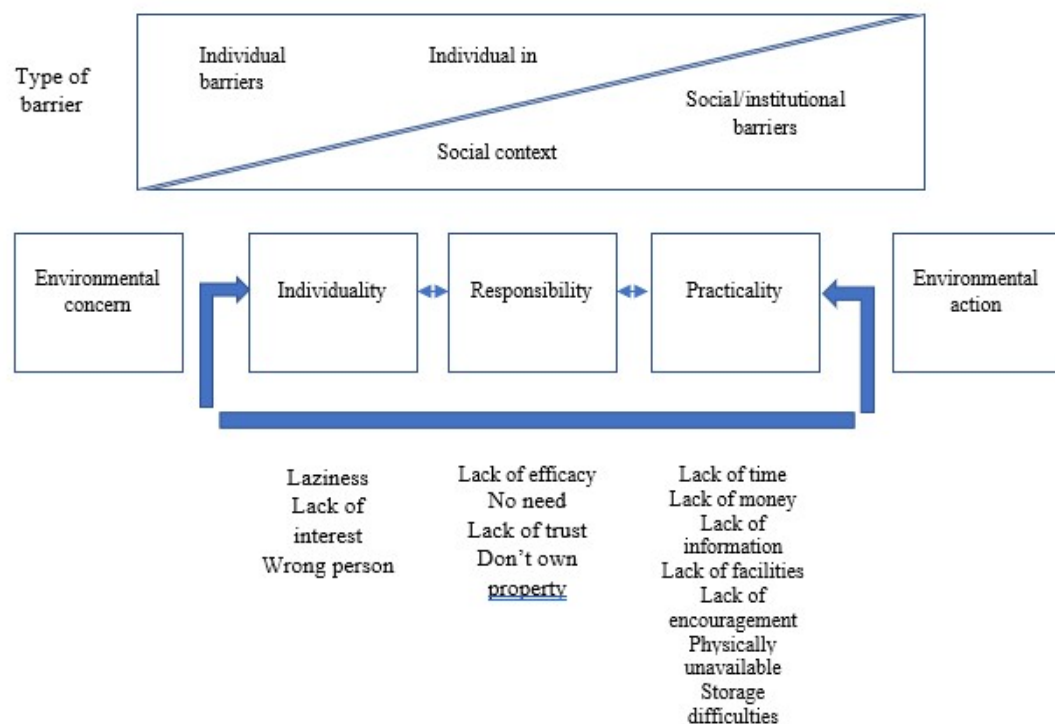 Type of
barrier
Individual
barriers
Individual in
Social context
Social/institutional
barriers
Environmental
concern
Individuality
Responsibility
Practicality
Environmental
action
Laziness
Lack of
interest
Wrong person
Lack of efficacy
No need
Lack of trust
Don’t own
property
Lack of time
Lack of money
Lack of
information
Lack of facilities
Lack of
encouragement
Physically
unavailable
Storage
difficulties